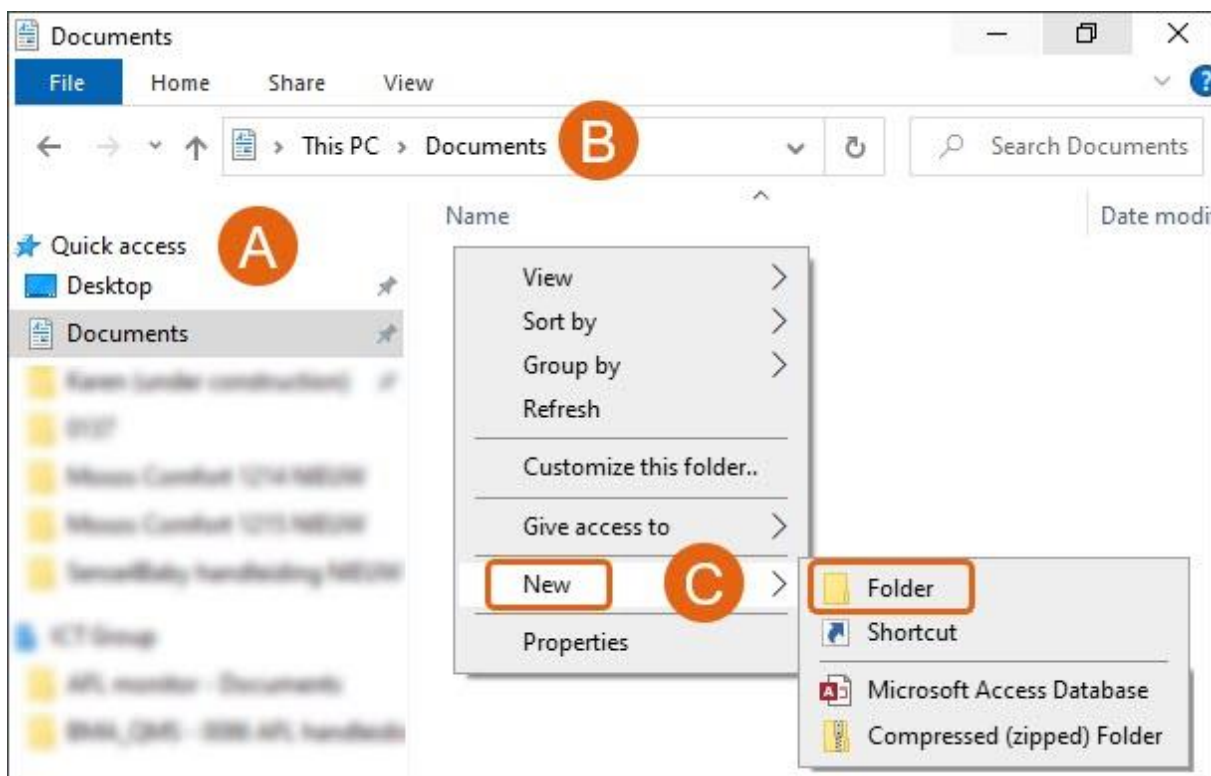 Documents
File Home Share View
This PC > Documents B
Search Documents
Quick access A
Desktop
Documents
Name
Date modi
View
Sort by
Group by
Refresh
Customize this folder..
Give access to
New C
Properties
Folder
Shortcut
Microsoft Access Database
Compressed (zipped) Folder